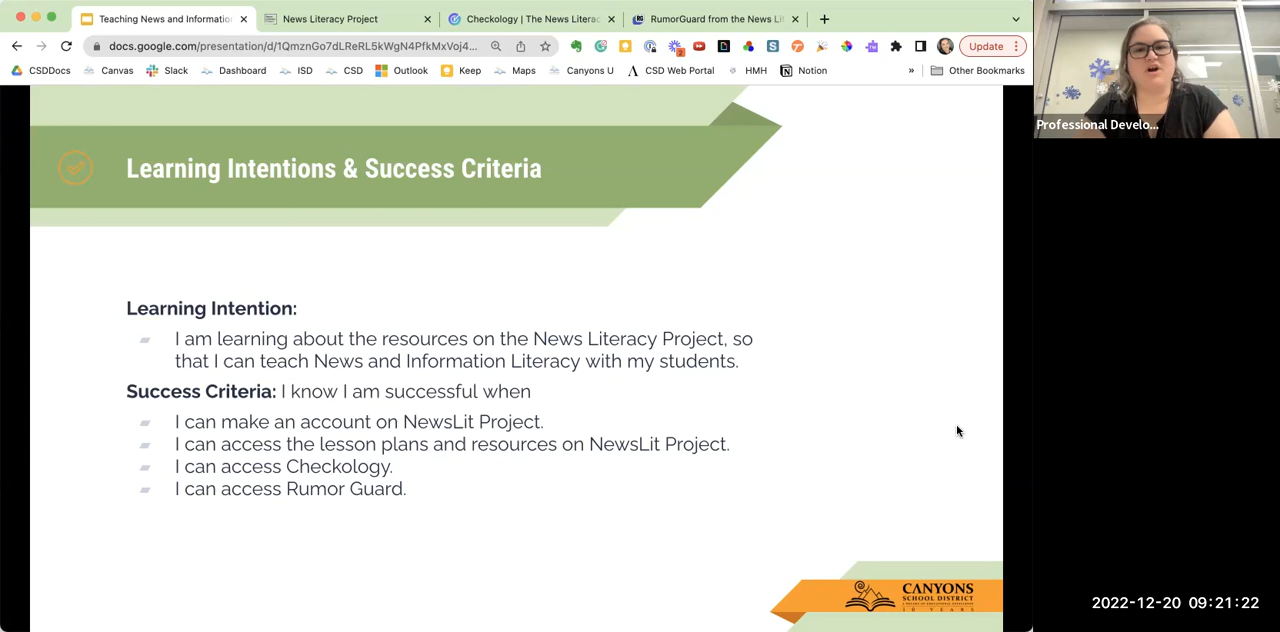 Teaching News and Informatio
News Literacy Project
Checkology | The News Litera
RumorGuard from the News Li
docs.google.com/presentation/d/1QmznGo7dLReRL5kWgN4PfkMxVoj4...
Update
CSDDocs
Canvas
Slack
Dashboard
ISD
CSD
Outlook
Keep
Maps
Canyons U
CSD Web Portal
HMH
Notion
»
Other Bookmarks
Professional Develo...
Learning Intentions & Success Criteria
Learning Intention:
I am learning about the resources on the News Literacy Project, so
that I can teach News and Information Literacy with my students.
Success Criteria: I know I am successful when
I can make an account on NewsLit Project.
I can access the lesson plans and resources on NewsLit Project.
I can access Checkology.
I can access Rumor Guard.
CANYONS
SCHOOL DISTRICT
10 YEARS
2022-12-20 09:21:22